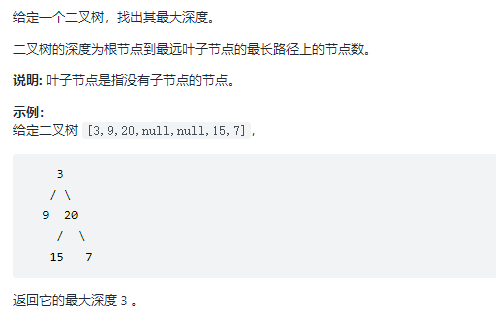 给定一个二叉树，找出其最大深度。
二叉树的深度为根节点到最远叶子节点的最长路径上的节点数。
说明: 叶子节点是指没有子节点的节点。
示例：
给定二叉树 [3,9,20,null,null,15,7]，
3
/ \
9 20
/ \
15 7
返回它的最大深度 3 。